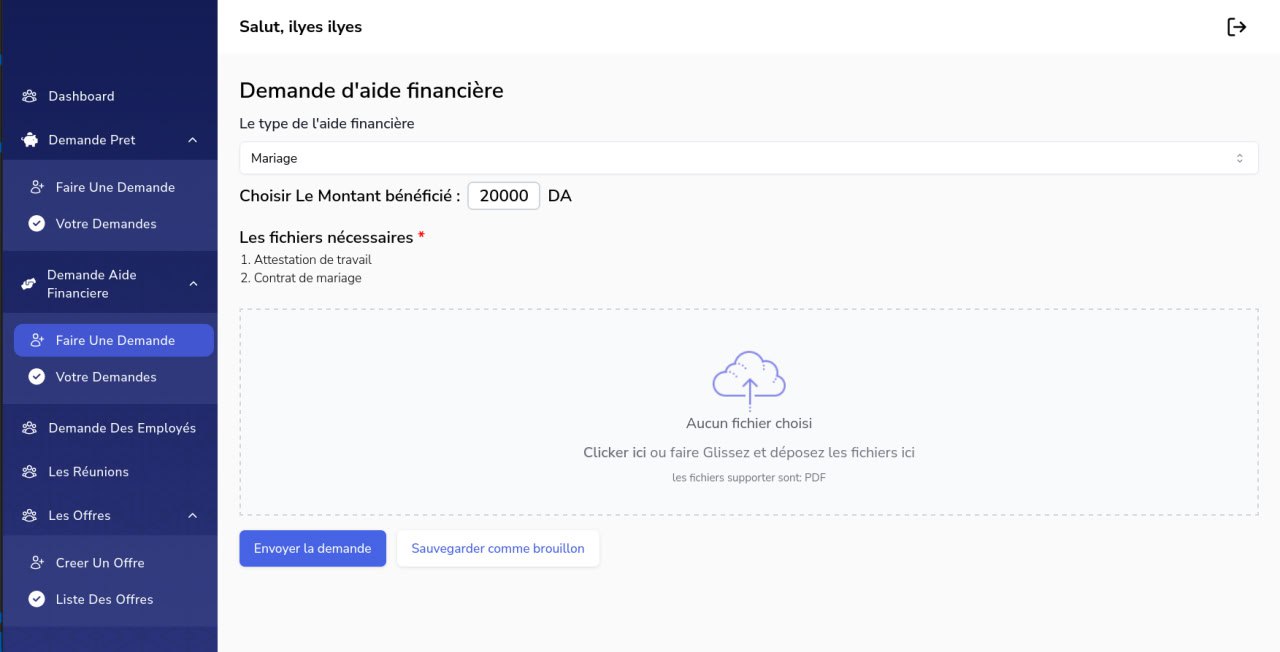 Salut, ilyes ilyes
Dashboard
Demande Pret
Faire Une Demande
Votre Demandes
Demande Aide
Financiere
Faire Une Demande
Votre Demandes
Demande Des Employés
Les Réunions
Les Offres
Creer Un Offre
Liste Des Offres
Demande d'aide financière
Le type de l'aide financière
Mariage
Choisir Le Montant bénéficié : 20000 DA
Les fichiers nécessaires *
1. Attestation de travail
2. Contrat de mariage
Aucun fichier choisi
Clicker ici ou faire Glissez et déposez les fichiers ici
les fichiers supporter sont: PDF
Envoyer la demande
Sauvegarder comme brouillon